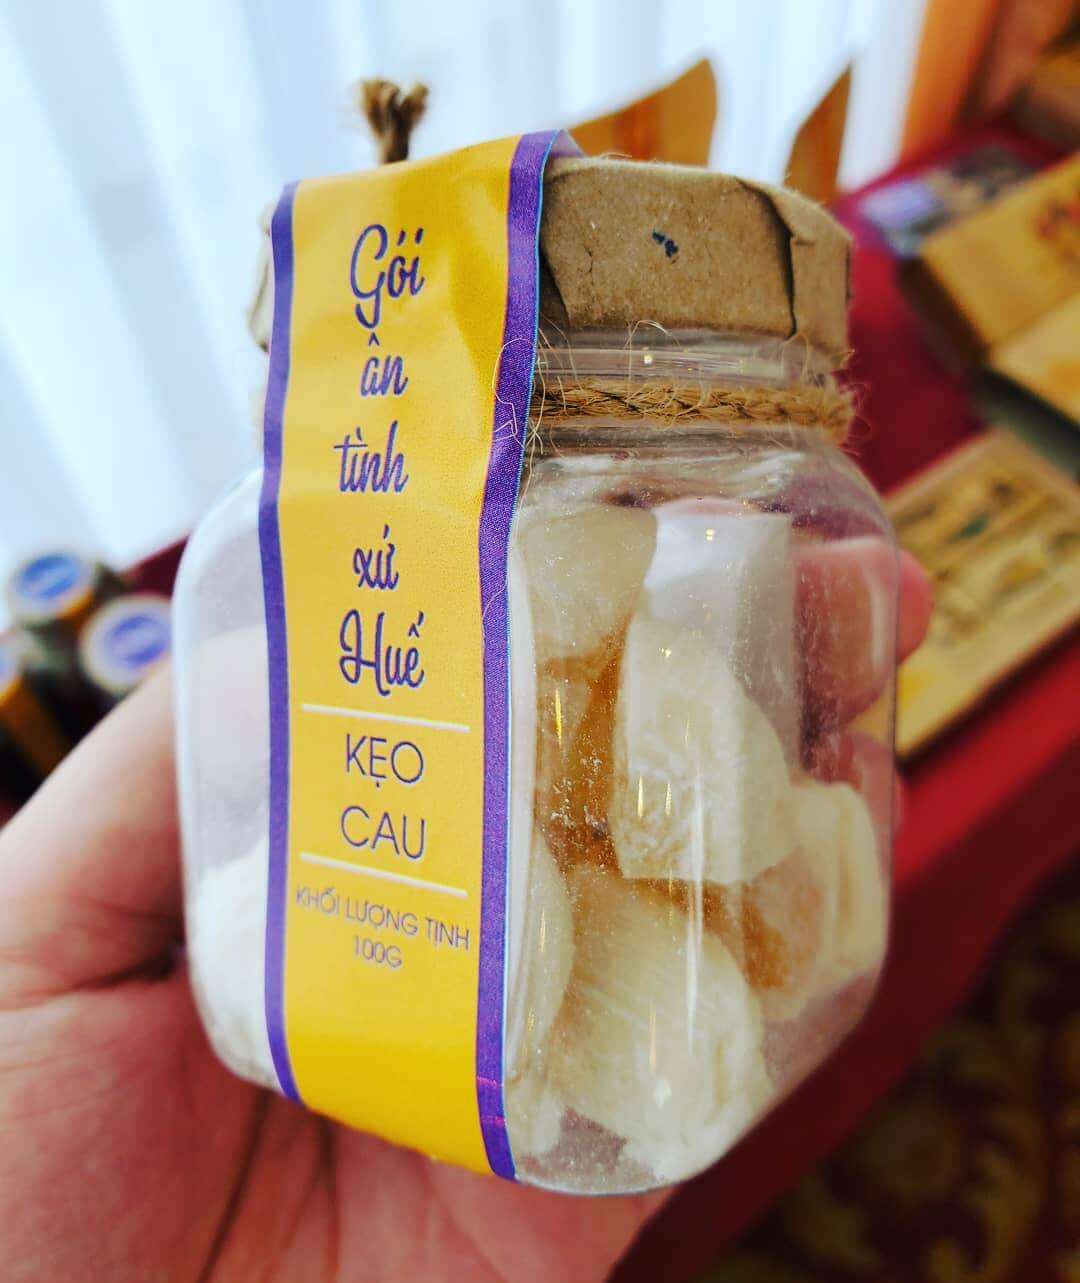 Gói
ân
tình
xứ
Huế
KẸO
CAU
KHỐI LƯỢNG TỊNH
100G